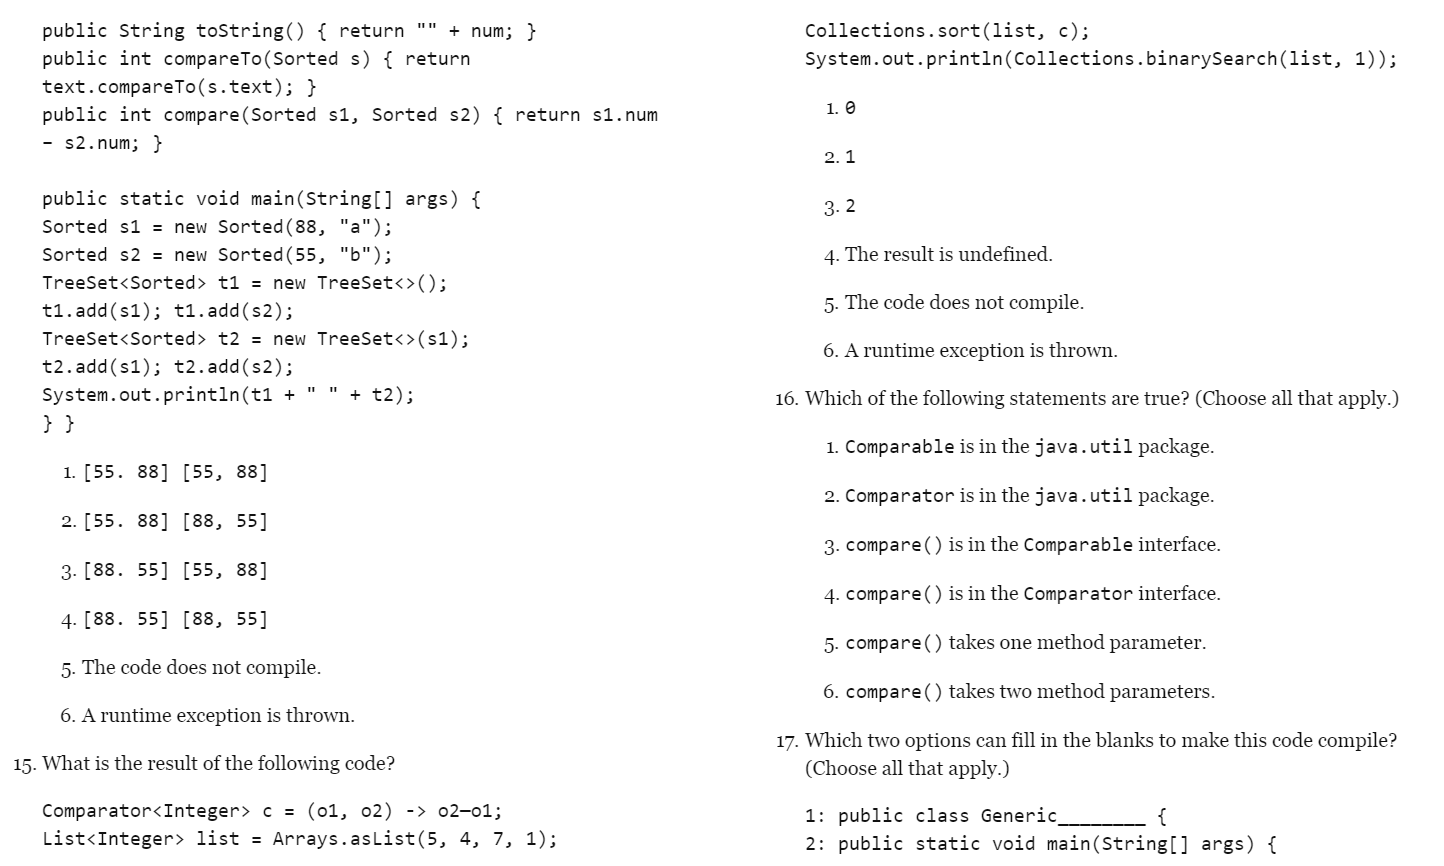 public String toString() { return "" + num; }
public int compareTo(Sorted s) { return
text.compareTo(s.text); }
public int compare(Sorted s1, Sorted s2) { return s1.num
– s2.num; }
public static void main(String[] args) {
Sorted s1 = new Sorted(88, "a");
Sorted s2 = new Sorted(55, "b");
TreeSet<Sorted> t1 = new TreeSet<>();
t1.add(s1); t1.add(s2);
TreeSet<Sorted> t2 = new TreeSet<>(s1);
t2.add(s1); t2.add(s2);
System.out.println(t1 + " " + t2);
} }
1. [55. 88] [55, 88]
2. [55. 88] [88, 55]
3. [88. 55] [55, 88]
4. [88. 55] [88, 55]
5. The code does not compile.
6. A runtime exception is thrown.
15. What is the result of the following code?
Comparator<Integer> c = (o1, o2) -> o2–o1;
List<Integer> list = Arrays.asList(5, 4, 7, 1);
Collections.sort(list, c);
System.out.println(Collections.binarySearch(list, 1));
1. 0
2. 1
3. 2
4. The result is undefined.
5. The code does not compile.
6. A runtime exception is thrown.
16. Which of the following statements are true? (Choose all that apply.)
1. Comparable is in the java.util package.
2. Comparator is in the java.util package.
3. compare() is in the Comparable interface.
4. compare() is in the Comparator interface.
5. compare() takes one method parameter.
6. compare() takes two method parameters.
17. Which two options can fill in the blanks to make this code compile?
(Choose all that apply.)
1: public class Generic________ {
2: public static void main(String[] args) {